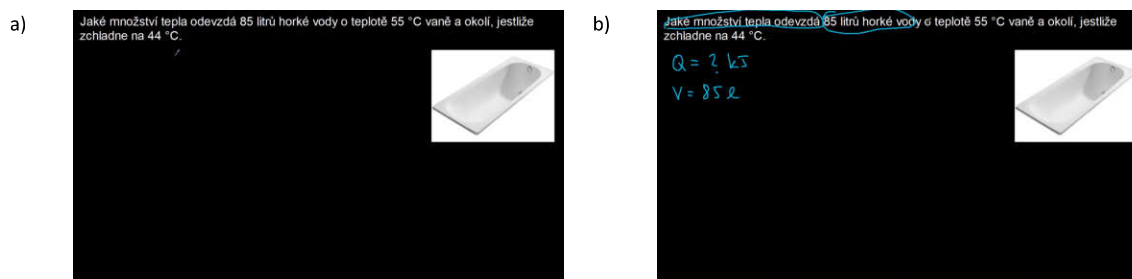 a)
Jaké množství tepla odevzdá 85 litrů horké vody o teplotě 55 °C vaně a okolí, jestliže
zchladne na 44 °C.
b)
Jaké množství tepla odevzdá 85 litrů horké vody o teplotě 55 °C vaně a okolí, jestliže
zchladne na 44 °C.
Q = ? kJ
V = 85 l